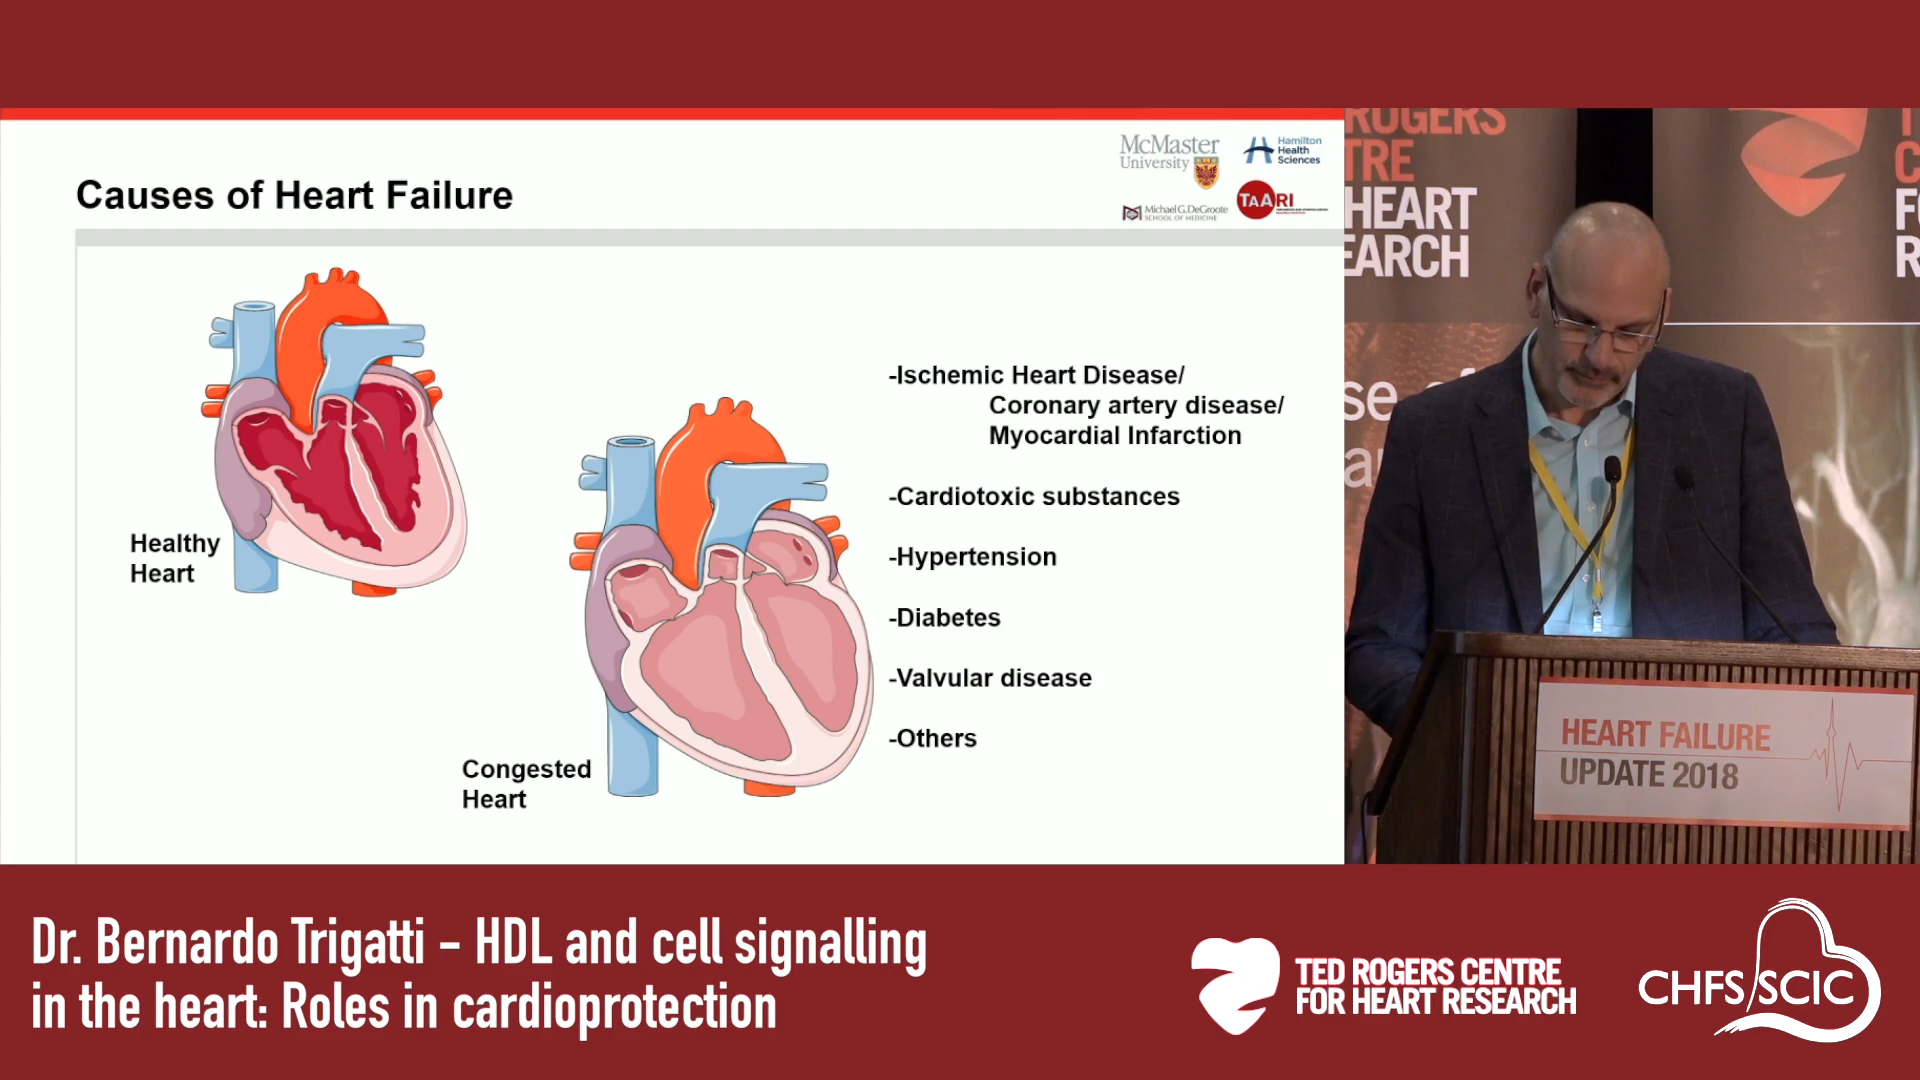 McMaster
University
Hamilton
Health
Sciences
Michael G. DeGroote
SCHOOL OF MEDICINE
TAARI
Causes of Heart Failure
Healthy
Heart
Congested
Heart
-Ischemic Heart Disease/
Coronary artery disease/
Myocardial Infarction
-Cardiotoxic substances
-Hypertension
-Diabetes
-Valvular disease
-Others
ROGERS
TRE
HEART
EARCH
HEART FAILURE
UPDATE 2018
Dr. Bernardo Trigatti – HDL and cell signalling
in the heart: Roles in cardioprotection
TED ROGERS CENTRE
FOR HEART RESEARCH
CHFS/SCIC